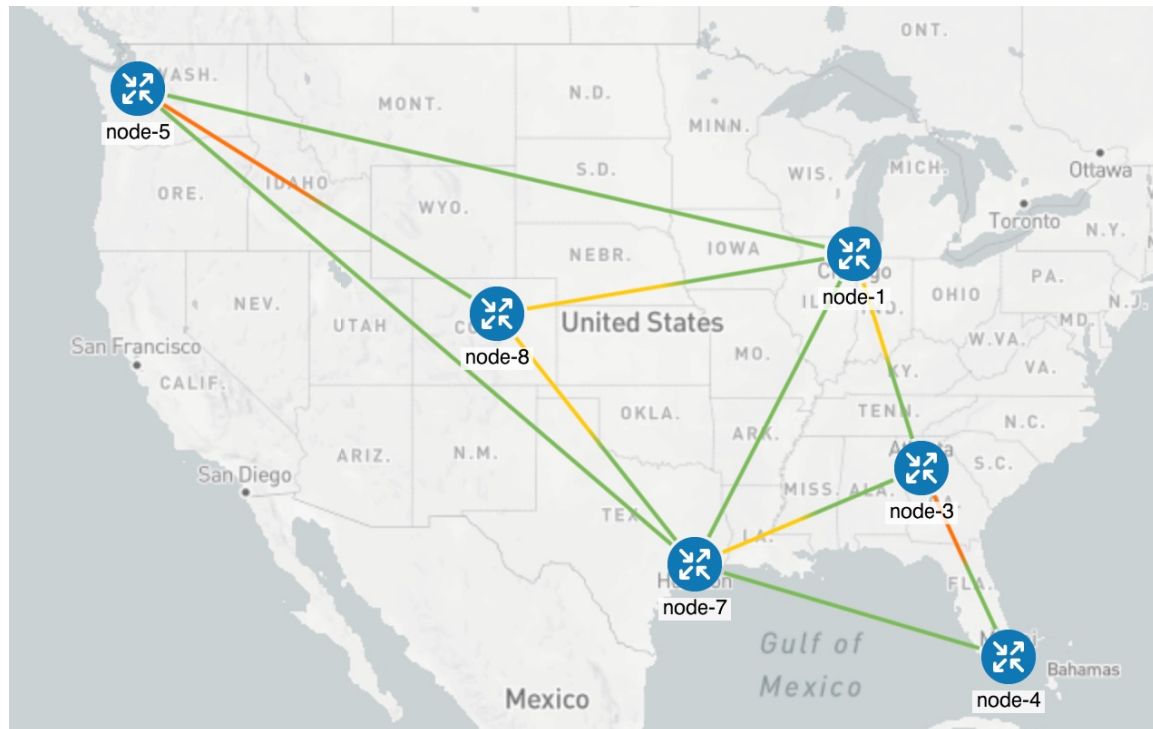 ONT.
WASH.
MONT.
N.D.
MINN.
node-5
Ottawa
S.D.
WIS.
MICH.
IDAHO
ORE.
WYO.
Toronto
N.Y.
IOWA
NEBR.
PA.
node-1
OHIO
NEV.
N.J.
MD.
UTAH
United States
W.VA.
San Francisco
node-8
MO.
VA.
KY.
CALIF.
OKLA.
TENN.
N.C.
ARK.
ARIZ.
N.M.
S.C.
San Diego
MISS.
ALA.
node-3
TEX.
LA.
FLA.
node-7
Gulf of
Mexico
Bahamas
Mexico
node-4